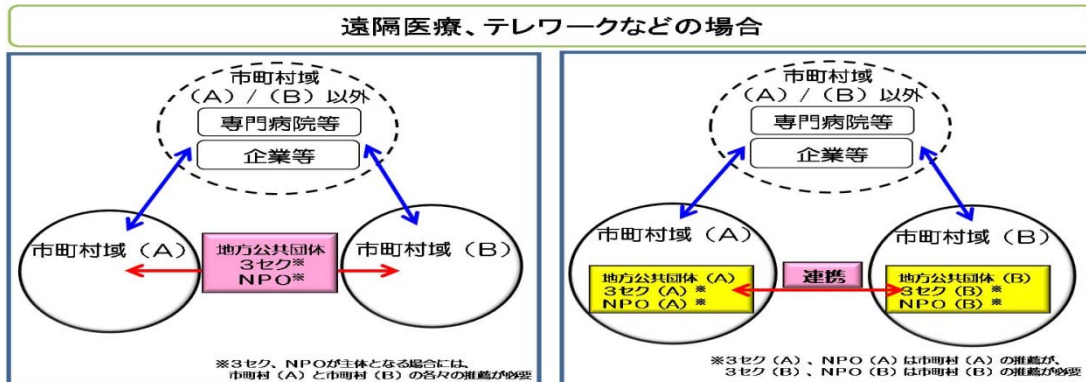 遠隔医療、テレワークなどの場合
市町村域
(A)/(B)以外
専門病院等
企業等
市町村域(A)
地方公共団体
3セク※
NPO※
市町村域(B)
※3セク、NPOが主体となる場合には、
市町村(A)と市町村(B)の各々の推薦が必要
市町村域
(A)/(B)以外
専門病院等
企業等
市町村域(A)
市町村域(B)
地方公共団体(A)
3セク(A)※
NPO(A)※
連携
地方公共団体(B)
3セク(B)※
NPO(B)※
※3セク(A)、NPO(A)は市町村(A)の推薦が、
3セク(B)、NPO(B)は市町村(B)の推薦が必要